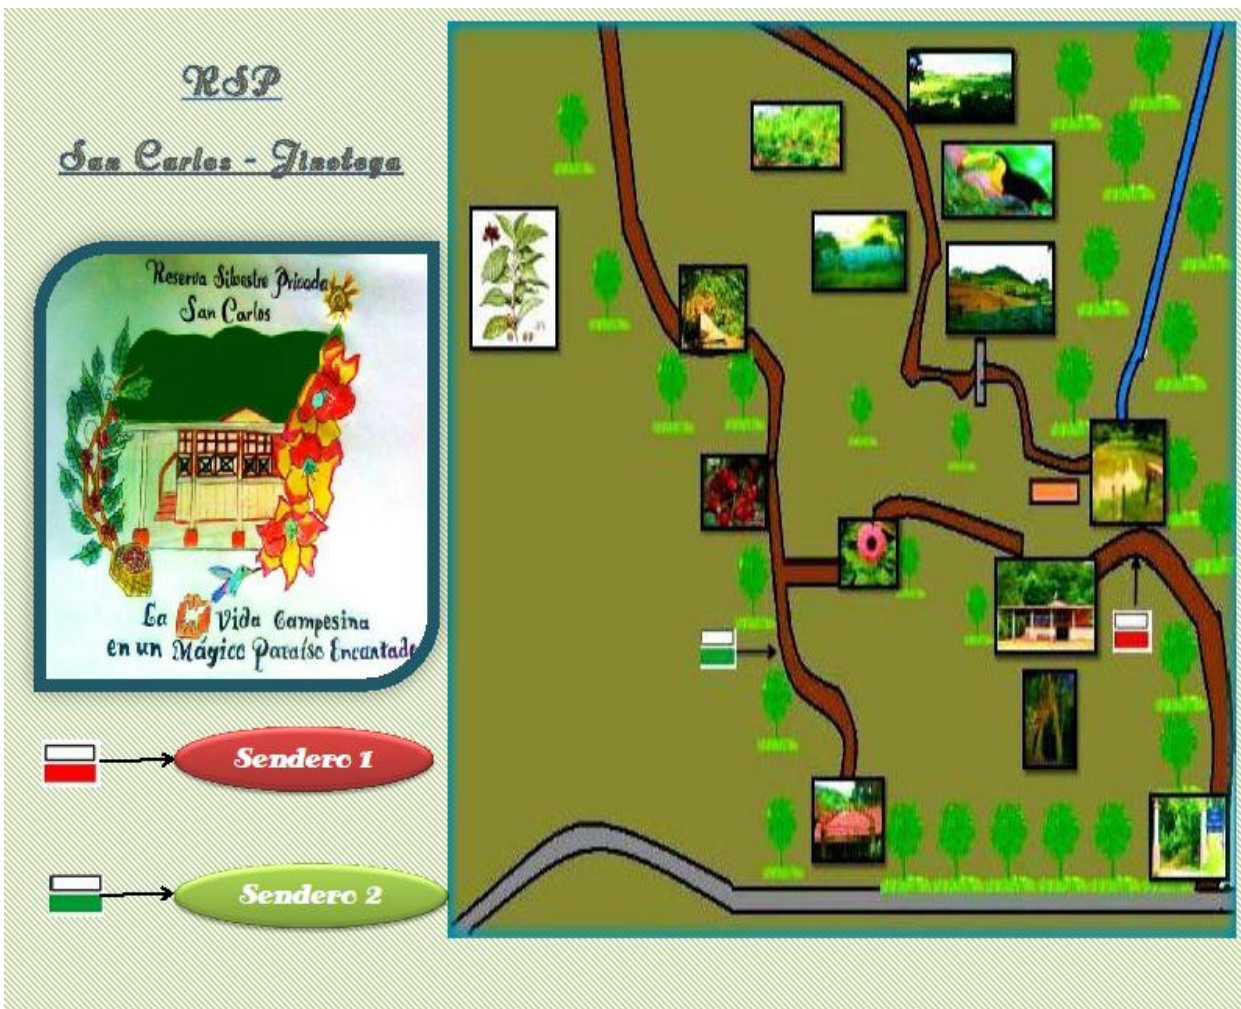 RSP
San Carlos - Jinotega
Reserva Silvestre Privada
San Carlos
La Vida Campesina
en un Mágico Paraíso Encantado
Sendero 1
Sendero 2